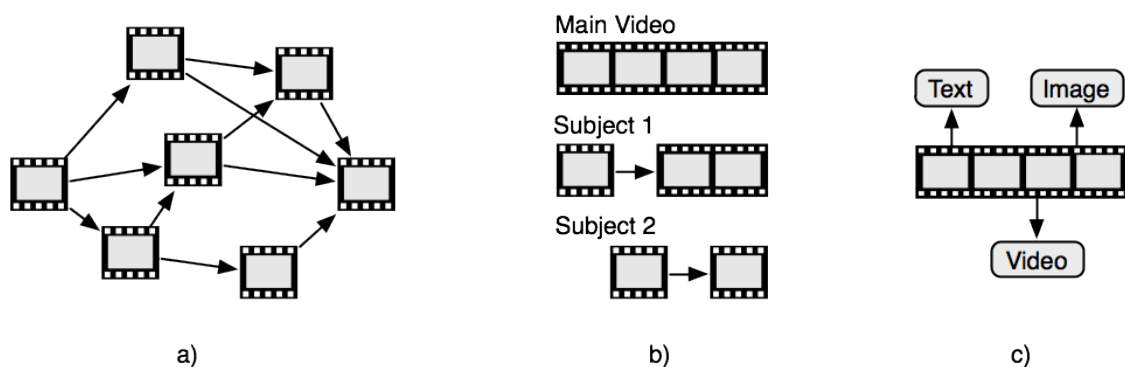 Main Video
Text
Image
Subject 1
Subject 2
Video
a)
b)
c)